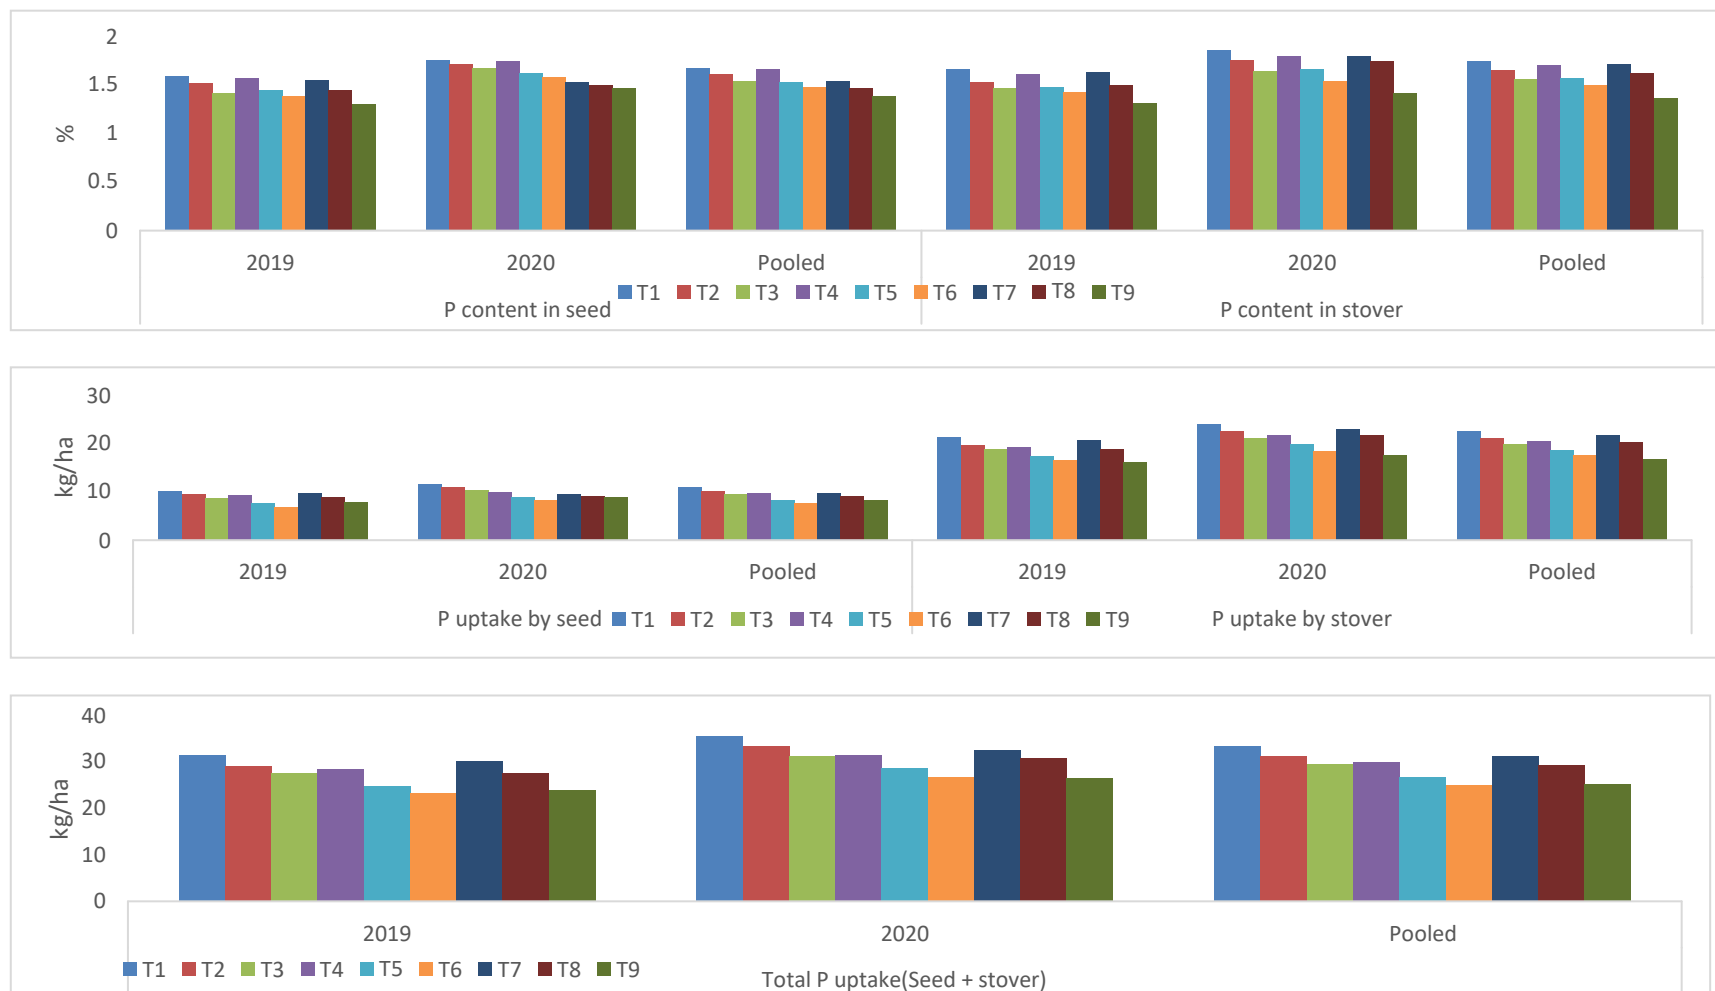 2
1.5
1
0.5
0
%
2019 2020 Pooled 2019 2020 Pooled
T1 T2 T3 T4 T5 T6 T7 T8 T9
P content in seed P content in stover
30
20
10
0
kg/ha
2019 2020 Pooled 2019 2020 Pooled
P uptake by seed T1 T2 T3 T4 T5 T6 T7 T8 T9 P uptake by stover
40
30
20
10
0
kg/ha
2019 2020 Pooled
T1 T2 T3 T4 T5 T6 T7 T8 T9
Total P uptake(Seed + stover)